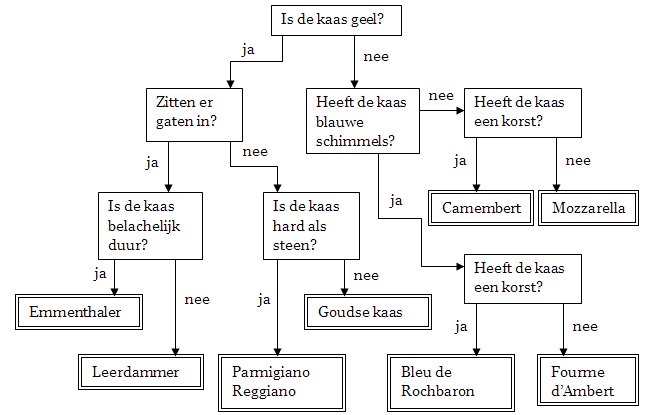 Is de kaas geel?
ja
nee
Zitten er
gaten in?
Heeft de kaas
blauwe
schimmels?
nee
Heeft de kaas
een korst?
ja
nee
ja
nee
ja
Is de kaas
belachelijk
duur?
Is de kaas
hard als
steen?
Camembert
Mozzarella
Heeft de kaas
een korst?
ja
nee
ja
nee
Emmenthaler
Goudse kaas
ja
nee
Leerdammer
Parmigiano
Reggiano
Bleu de
Rochbaron
Fourme
d'Ambert